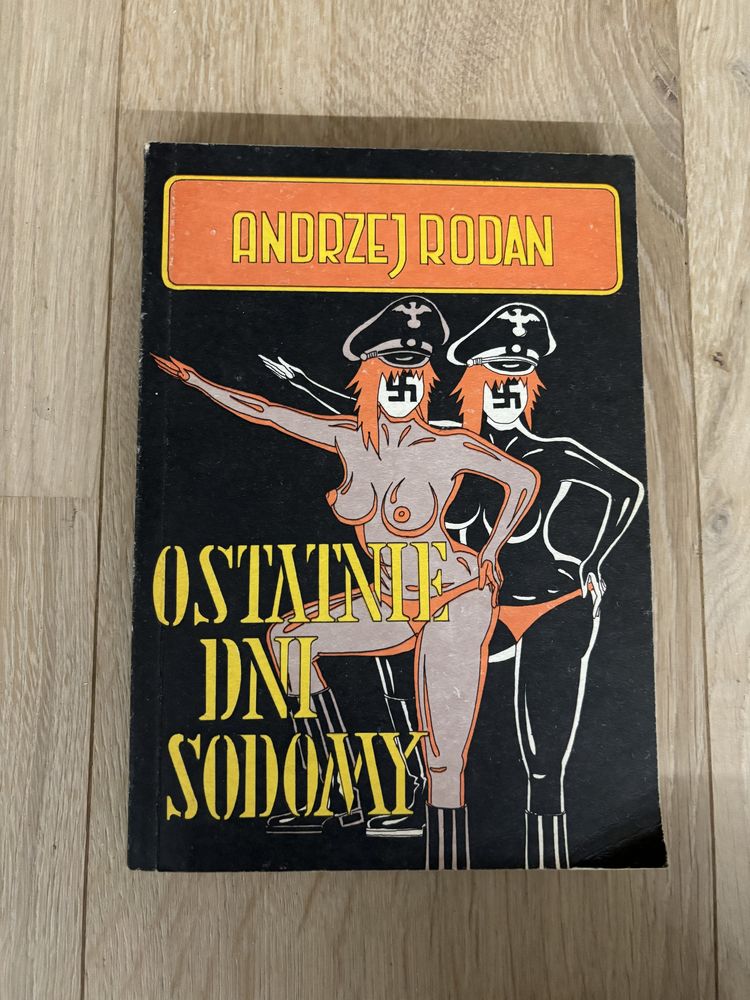 ANDRZEJ RODAN
OSTATNIE
DNI
SODOMY